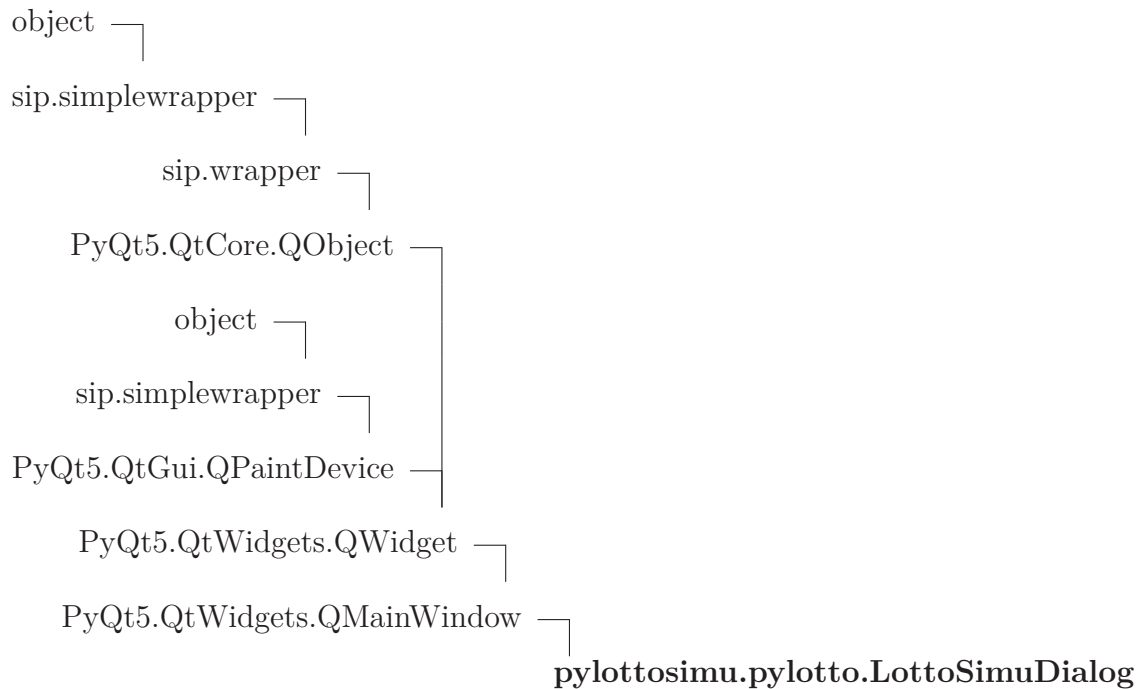 object
sip.simplewrapper
sip.wrapper
PyQt5.QtCore.QObject
object
sip.simplewrapper
PyQt5.QtGui.QPaintDevice
PyQt5.QtWidgets.QWidget
PyQt5.QtWidgets.QMainWindow
pylottosimu.pylotto.LottoSimuDialog